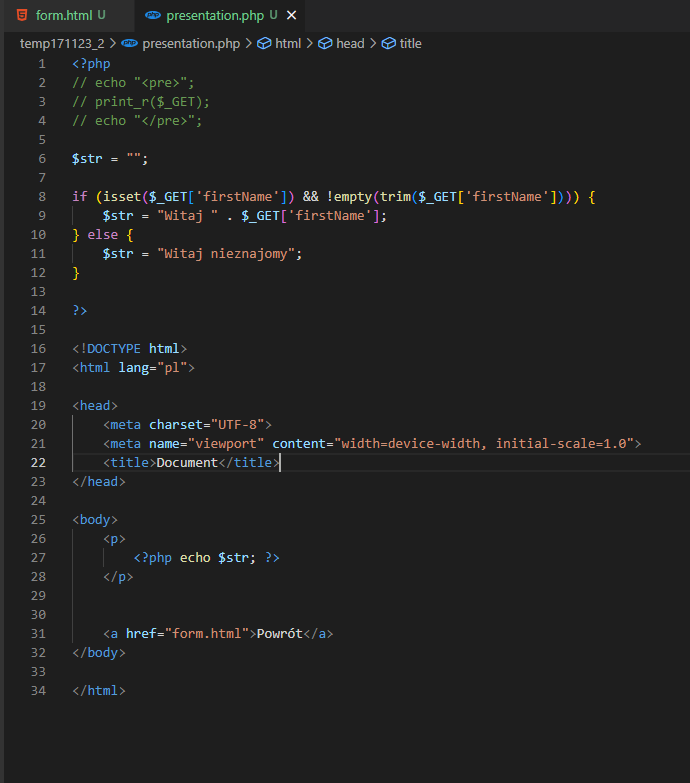 form.html U presentation.php U
temp171123_2 > presentation.php > html > head > title
1 <?php
2 // echo "<pre>";
3 // print_r($_GET);
4 // echo "</pre>";
5
6 $str = "";
7
8 if (isset($_GET['firstName']) && !empty(trim($_GET['firstName']))) {
9 $str = "Witaj " . $_GET['firstName'];
10 } else {
11 $str = "Witaj nieznajomy";
12 }
13
14 ?>
15
16 <!DOCTYPE html>
17 <html lang="pl">
18
19 <head>
20 <meta charset="UTF-8">
21 <meta name="viewport" content="width=device-width, initial-scale=1.0">
22 <title>Document</title>
23 </head>
24
25 <body>
26 <p>
27 <?php echo $str; ?>
28 </p>
29
30
31 <a href="form.html">Powrót</a>
32 </body>
33
34 </html>